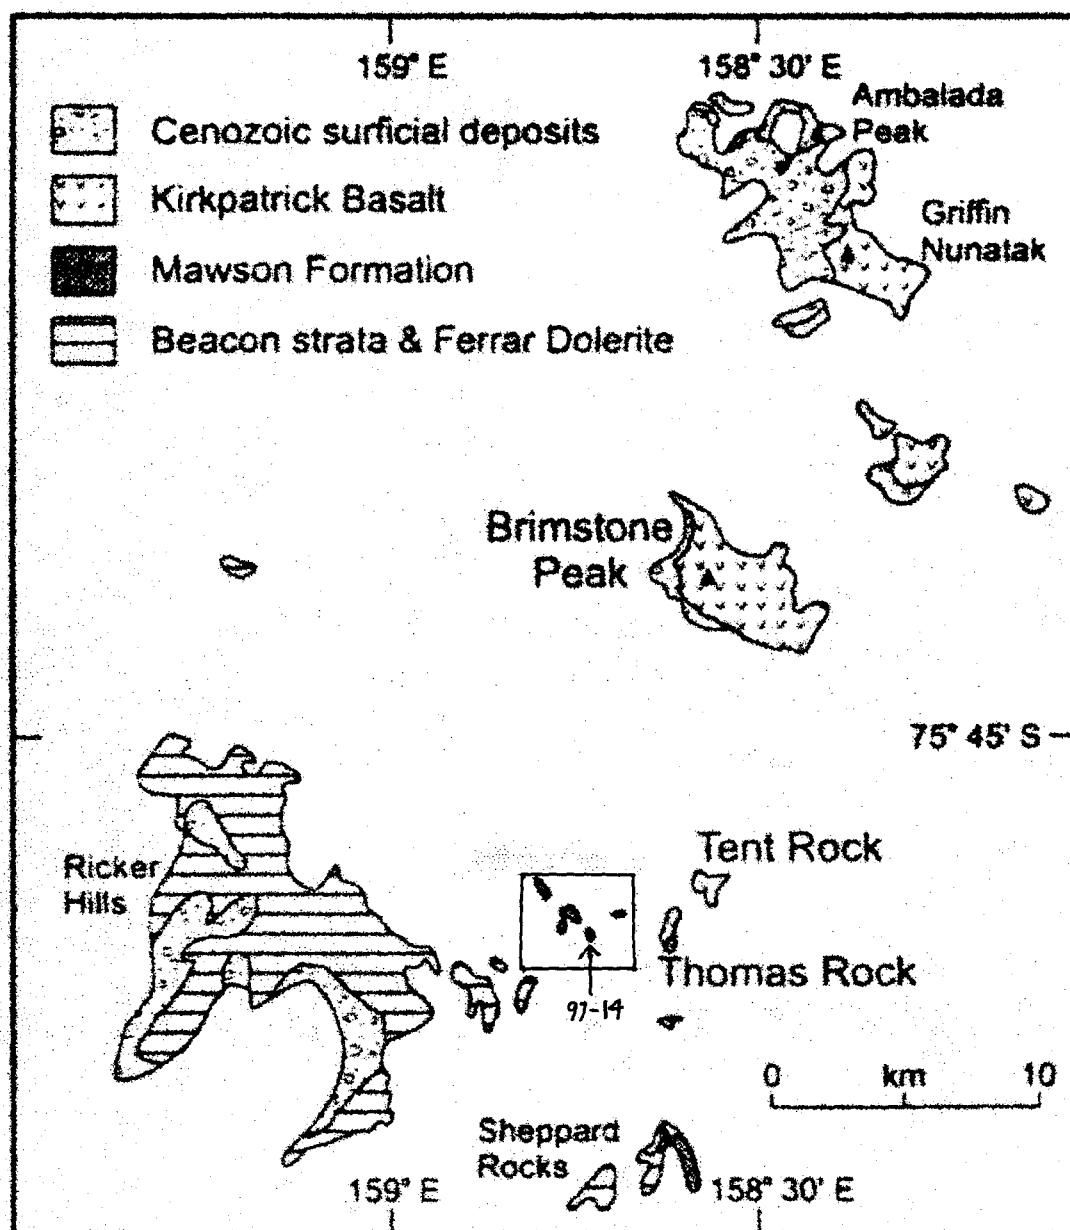 159° E
158° 30' E
Cenozoic surficial deposits
Kirkpatrick Basalt
Mawson Formation
Beacon strata & Ferrar Dolerite
Ambalada
Peak
Griffin
Nunatak
Brimstone
Peak
75° 45' S
Ricker
Hills
Tent Rock
Thomas Rock
97-14
0 km 10
Sheppard
Rocks
159° E
158° 30' E